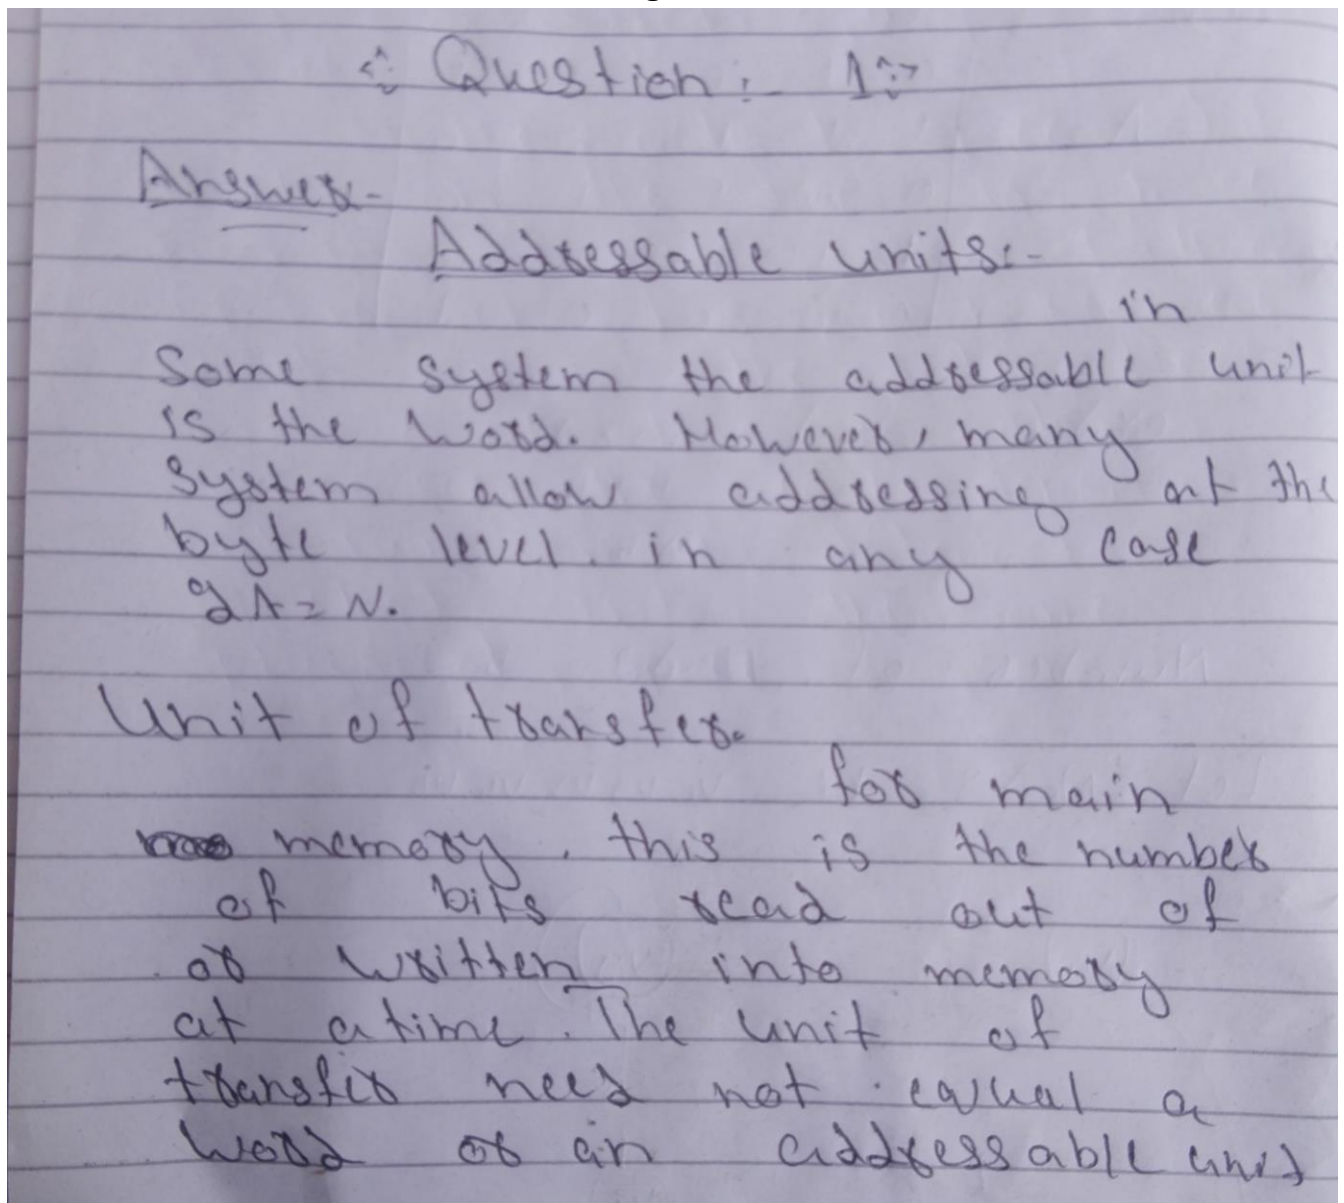 Question :- 1
Answer-
Addressable units:-
in
Some system the addressable unit
is the word. However, many
system allow addressing at the
byte level. in any case
2A = N.
Unit of transfer.
for main
memory. this is the number
of bits read out of
or written into memory
at a time. The unit of
transfer need not equal a
word or an addressable unit